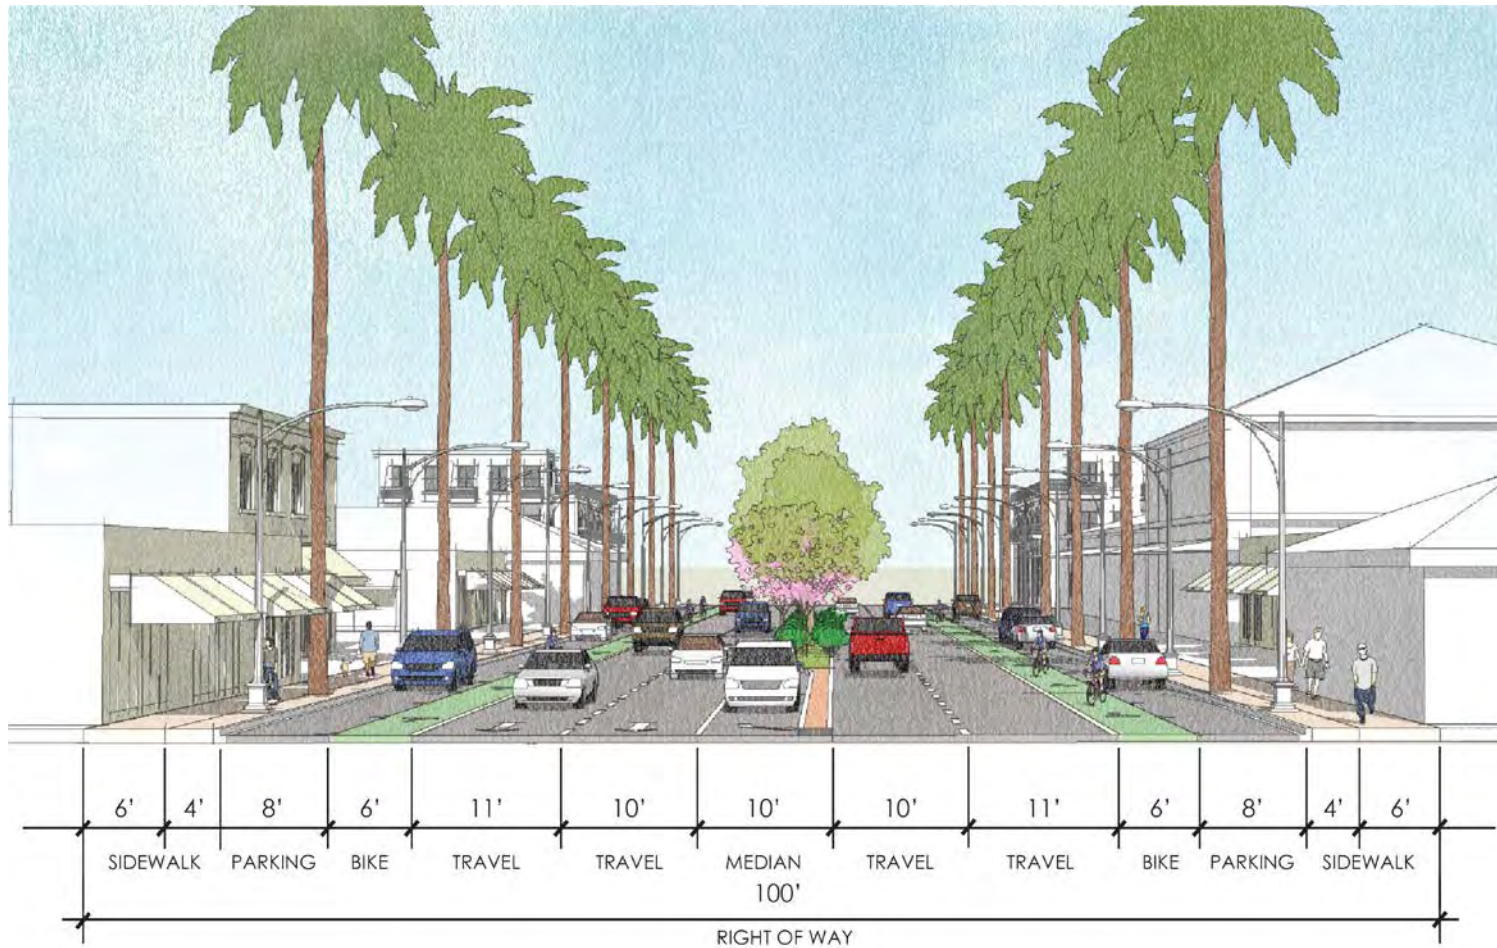 6' 4' 8' 6' 11' 10' 10' 10' 11' 6' 8' 4' 6'
SIDEWALK PARKING BIKE TRAVEL TRAVEL MEDIAN TRAVEL TRAVEL BIKE PARKING SIDEWALK
100'
RIGHT OF WAY